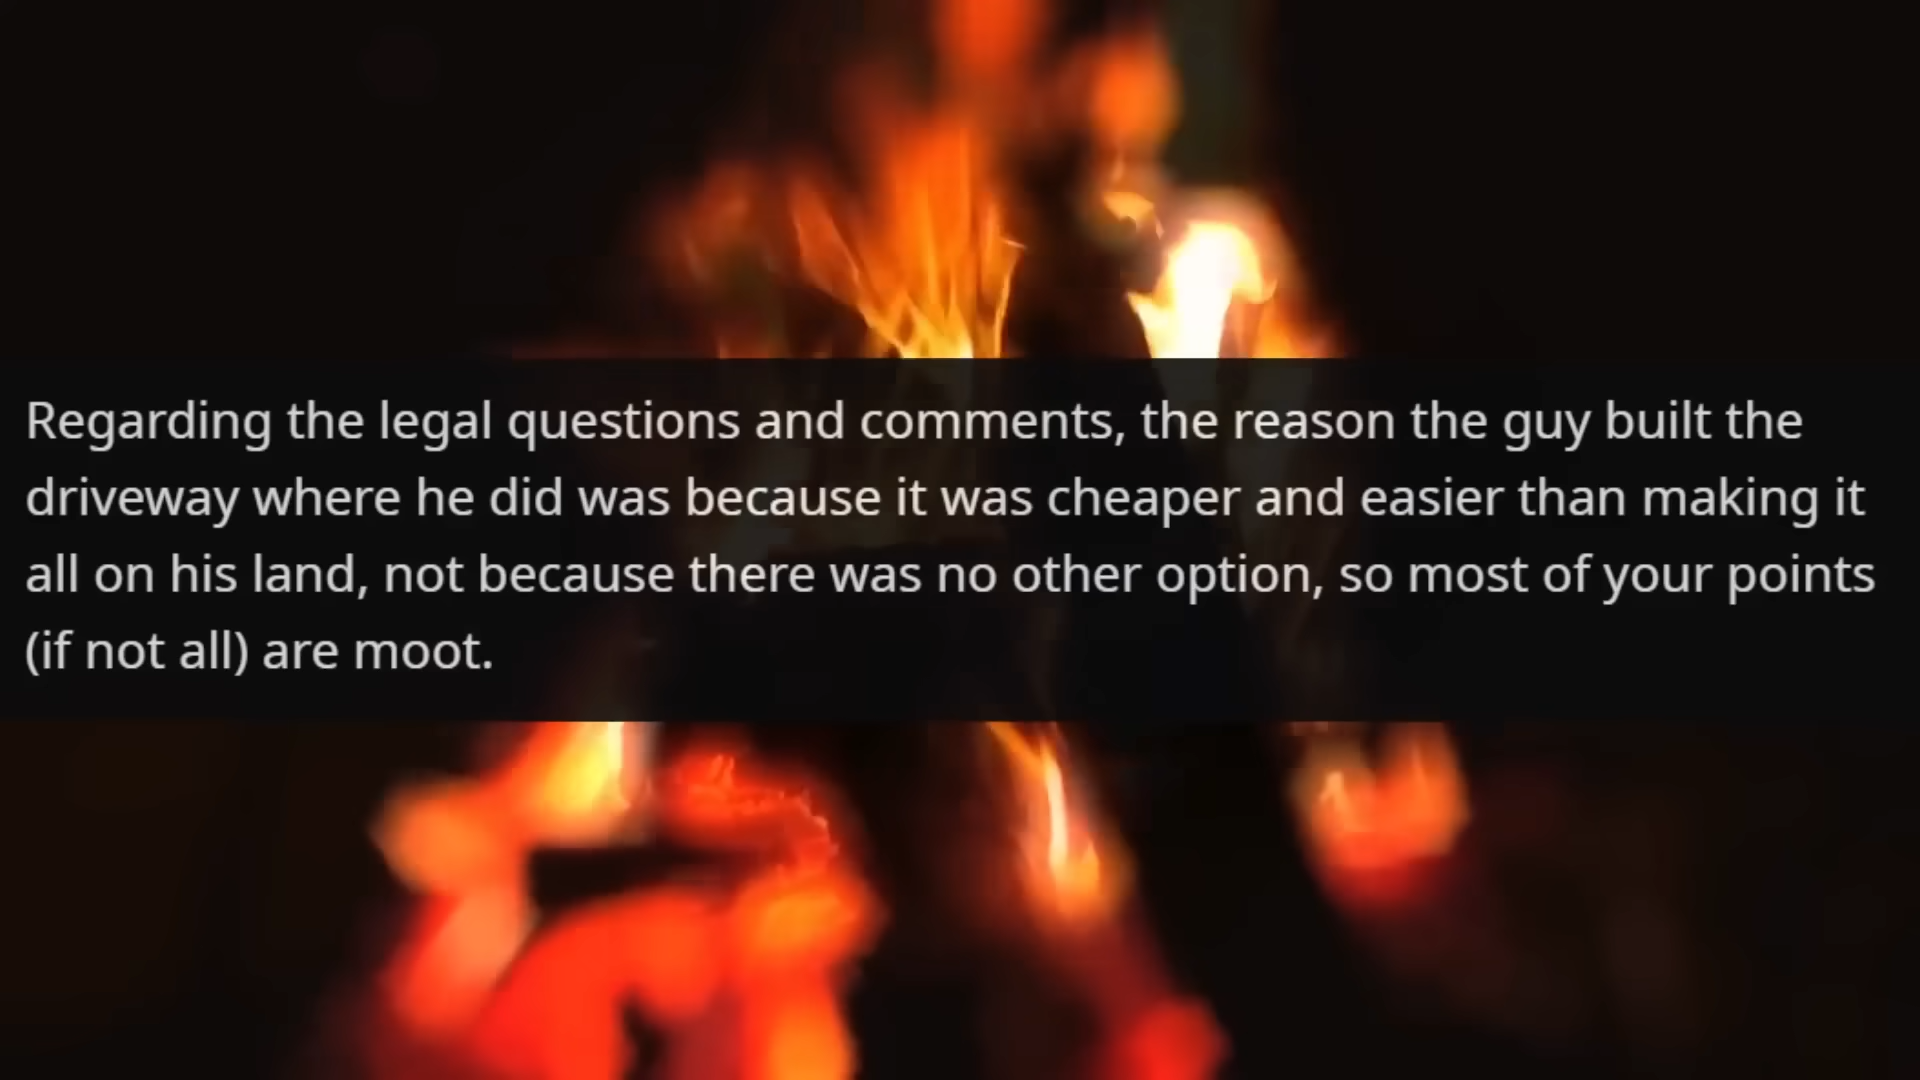 Regarding the legal questions and comments, the reason the guy built the
driveway where he did was because it was cheaper and easier than making it
all on his land, not because there was no other option, so most of your points
(if not all) are moot.